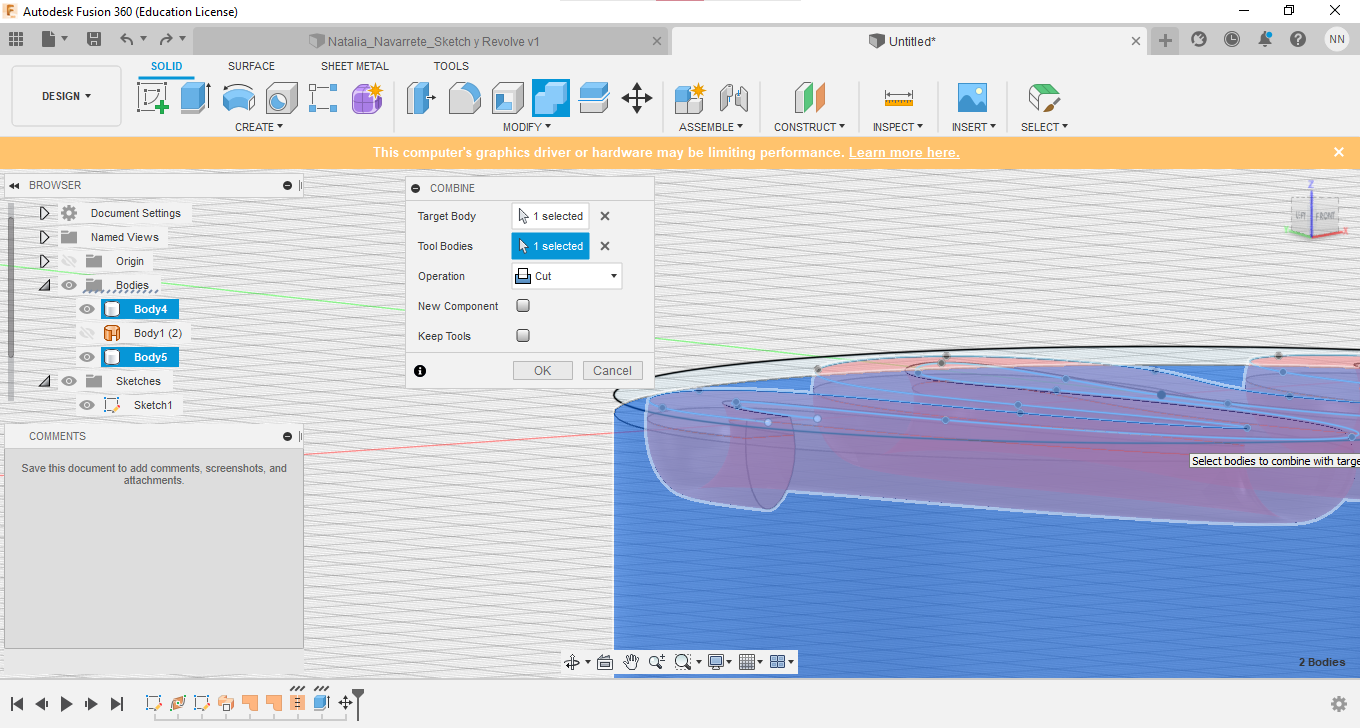 Autodesk Fusion 360 (Education License)
Natalia_Navarrete_Sketch y Revolve v1
Untitled*
NN
DESIGN
SOLID
SURFACE
SHEET METAL
TOOLS
CREATE
MODIFY
ASSEMBLE
CONSTRUCT
INSPECT
INSERT
SELECT
This computer's graphics driver or hardware may be limiting performance. Learn more here.
BROWSER
Document Settings
Named Views
Origin
Bodies
Body4
Body1 (2)
Body5
Sketches
Sketch1
COMMENTS
Save this document to add comments, screenshots, and
attachments.
COMBINE
Target Body
1 selected
Tool Bodies
1 selected
Operation
Cut
New Component
Keep Tools
OK
Cancel
Z
FRONT
X
Select bodies to combine with targe
2 Bodies